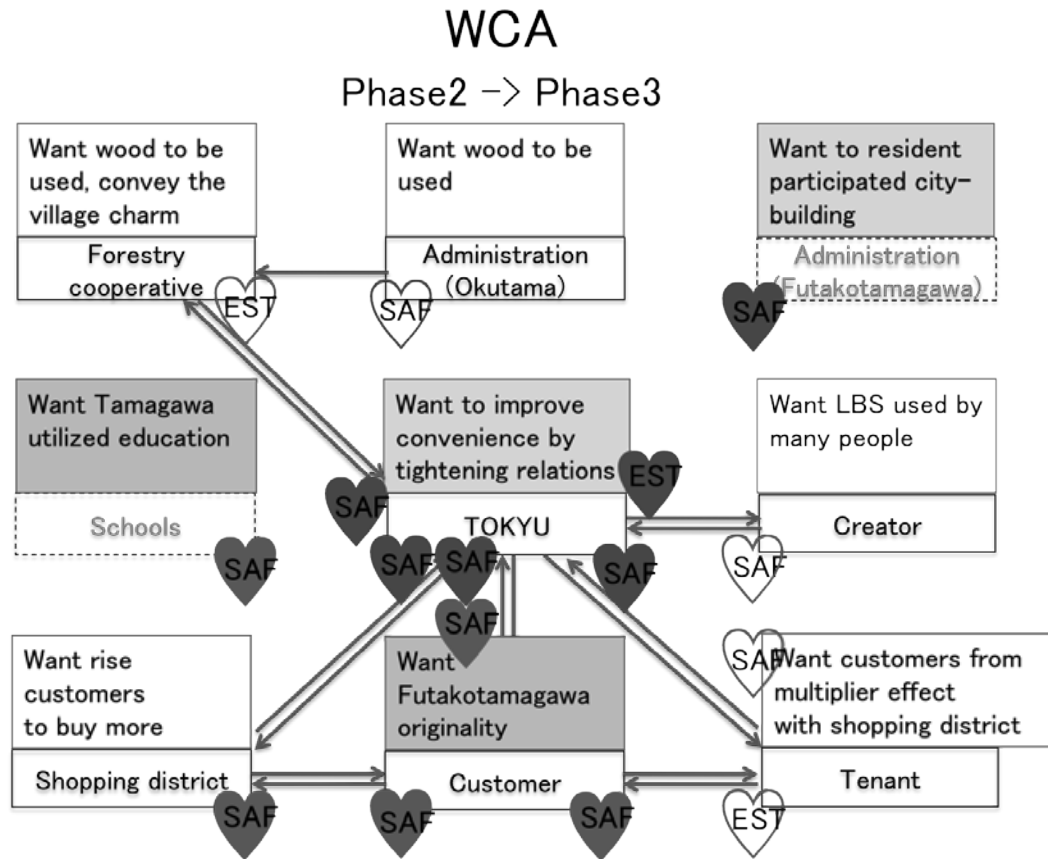 WCA
Phase2 -> Phase3
Want wood to be
used, convey the
village charm
Forestry
cooperative
EST
Want wood to be
used
Administration
(Okutama)
SAF
Want to resident
participated city-
building
Administration
(Futakotamagawa)
SAF
Want Tamagawa
utilized education
Schools
SAF
Want to improve
convenience by
tightening relations
TOKYU
SAF
EST
SAF
SAF
SAF
Want LBS used by
many people
Creator
SAF
Want rise
customers
to buy more
Shopping district
SAF
SAF
Want
Futakotamagawa
originality
Customer
SAF
SAF
SAF
Want customers from
multiplier effect
with shopping district
Tenant
EST